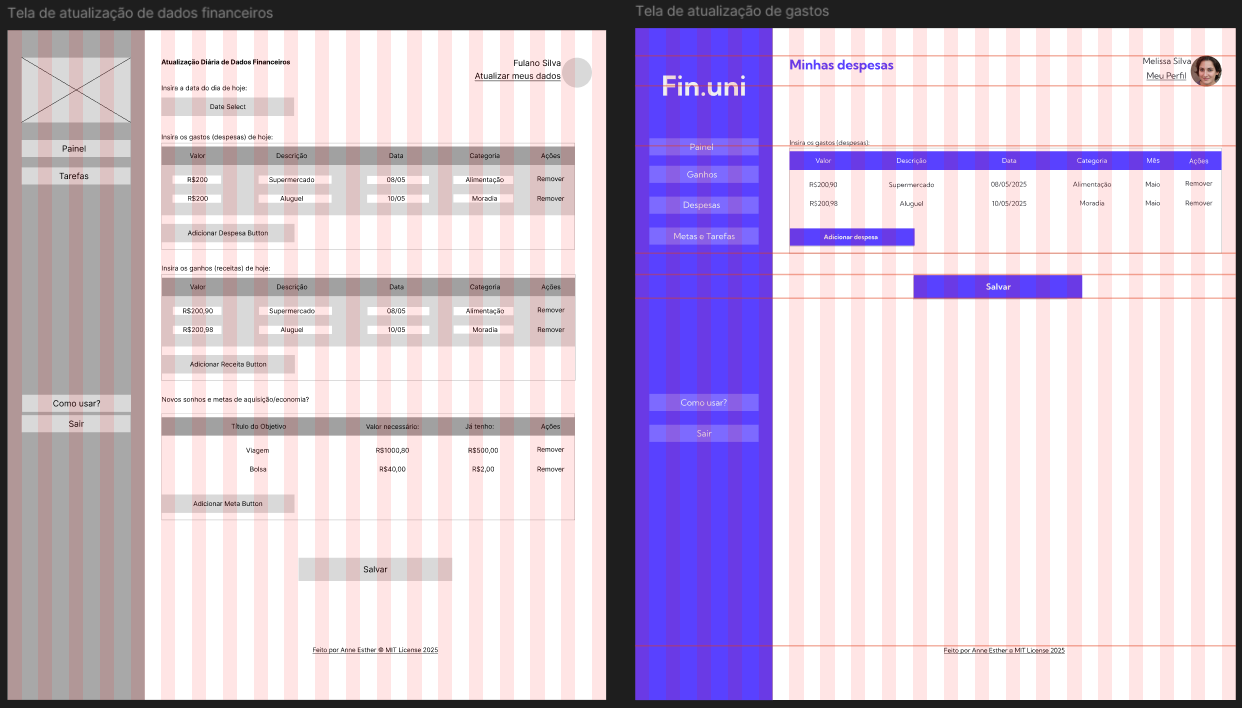 Tela de atualização de dados financeiros
Atualização Diária de Dados Financeiros
Fulano Silva
Atualizar meus dados
Insira a data do dia de hoje:
Date Select
Painel
Tarefas
Insira os gastos (despesas) de hoje:
Valor Descrição Data Categoria Ações
R$200 Supermercado 08/05 Alimentação Remover
R$200 Aluguel 10/05 Moradia Remover
Adicionar Despesa Button
Insira os ganhos (receitas) de hoje:
Valor Descrição Data Categoria Ações
R$200,90 Supermercado 08/05 Alimentação Remover
R$200,98 Aluguel 10/05 Moradia Remover
Adicionar Receita Button
Como usar?
Sair
Novos sonhos e metas de aquisição/economia?
Título do Objetivo Valor necessário: Já tenho: Ações
Viagem R$1000,80 R$500,00 Remover
Bolsa R$40,00 R$2,00 Remover
Adicionar Meta Button
Salvar
Feito por Anne Esther @ MIT License 2025
Tela de atualização de gastos
Fin.uni
Minhas despesas
Melissa Silva
Meu Perfil
Painel
Ganhos
Despesas
Metas e Tarefas
Insira os gastos (despesas):
Valor Descrição Data Categoria Mês Ações
R$200,90 Supermercado 08/05/2025 Alimentação Maio Remover
R$200,98 Aluguel 10/05/2025 Moradia Maio Remover
Adicionar despesa
Salvar
Como usar?
Sair
Feito por Anne Esther @ MIT License 2025